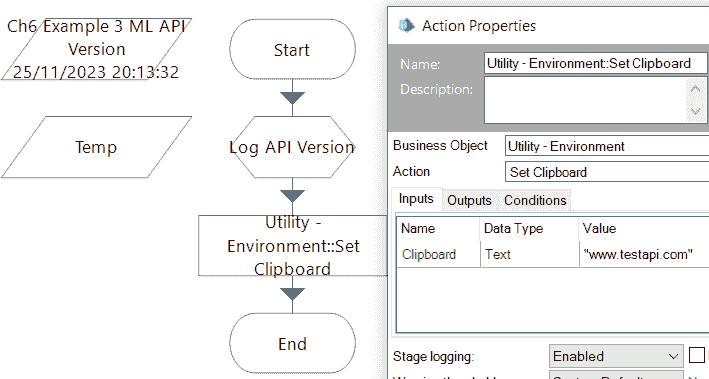 Ch6 Example 3 ML API
Version
25/11/2023 20:13:32
Start
Temp
Log API Version
Utility -
Environment::Set
Clipboard
End
Action Properties
Name: Utility - Environment::Set Clipboard
Description:
Business Object Utility - Environment
Action Set Clipboard
Inputs Outputs Conditions
Name Data Type Value
Clipboard Text "www.testapi.com"
Stage logging: Enabled